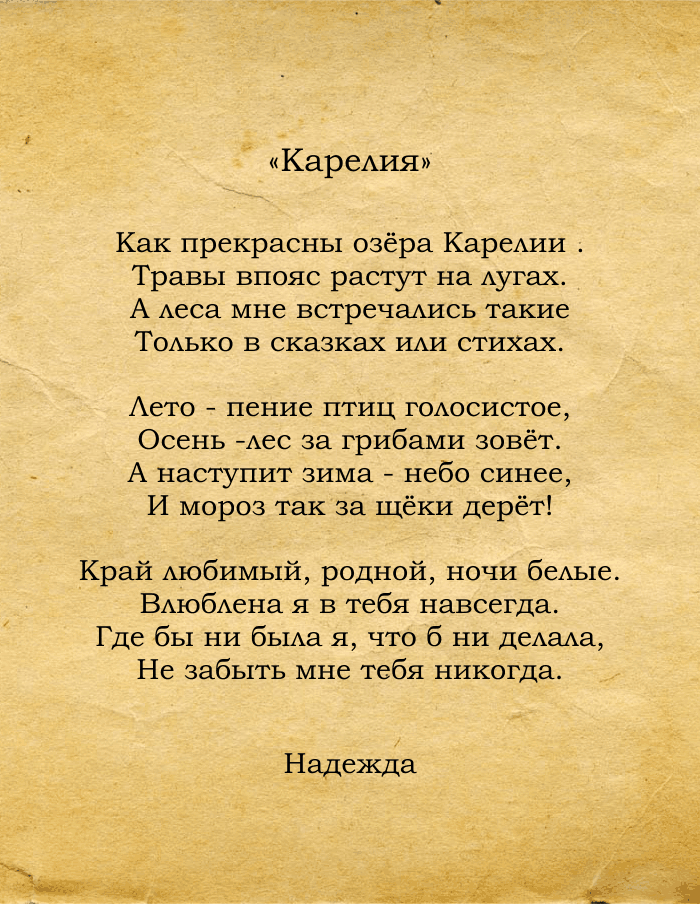 «Карелия»
Как прекрасны озёра Карелии .
Травы впояс растут на лугах.
А леса мне встречались такие
Только в сказках или стихах.
Лето - пение птиц голосистое,
Осень -лес за грибами зовёт.
А наступит зима - небо синее,
И мороз так за щёки дерёт!
Край любимый, родной, ночи белые.
Влюблена я в тебя навсегда.
Где бы ни была я, что б ни делала,
Не забыть мне тебя никогда.
Надежда